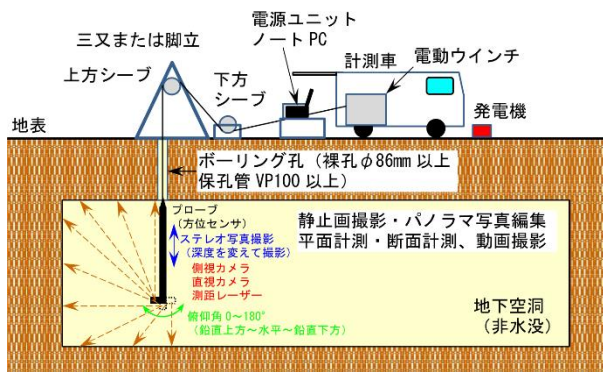 電源ユニット
ノートPC
三又または脚立
上方シーブ
下方
シーブ
計測車
電動ウインチ
発電機
地表
ボーリング孔（裸孔φ86mm以上
保孔管VP100以上）
プローブ
（方位センサ）
ステレオ写真撮影
（深度を変えて撮影）
側視カメラ
直視カメラ
測距レーザー
俯仰角0～180°
（鉛直上方～水平～鉛直下方）
静止画撮影・パノラマ写真編集
平面計測・断面計測、動画撮影
地下空洞
（非水没）